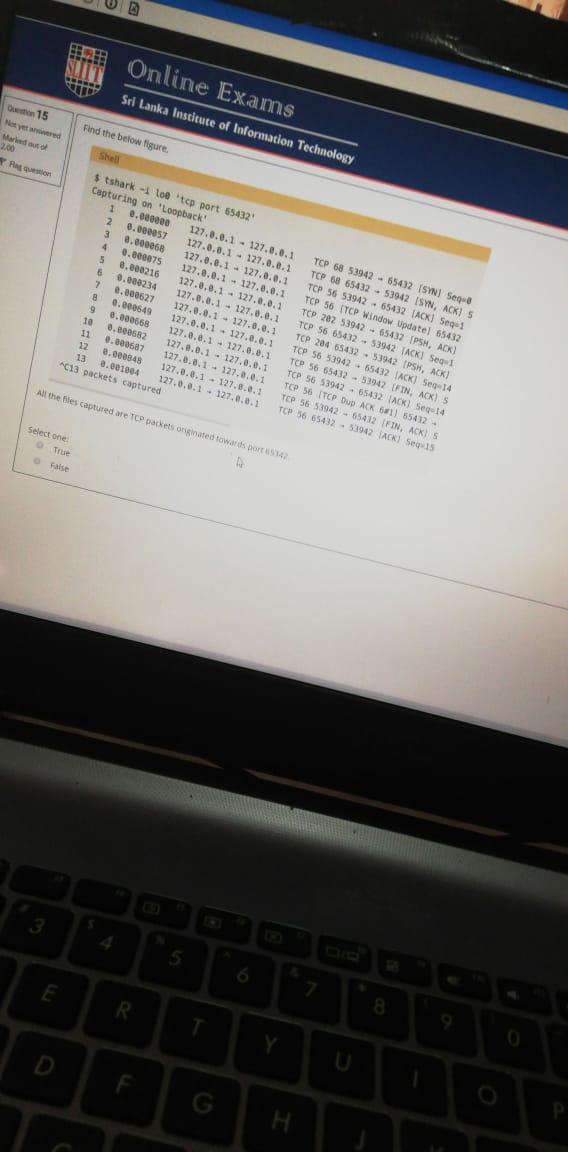 SLIIT
Online Exams
Sri Lanka Institute of Information Technology
Question 15
Not yet answered
Marked out of
2.00
Flag question
Find the below figure,
Shell
$ tshark -i lo0 'tcp port 65432'
Capturing on 'Loopback'
1 0.000000 127.0.0.1 → 127.0.0.1 TCP 68 53942 → 65432 [SYN] Seq=0
2 0.000057 127.0.0.1 → 127.0.0.1 TCP 68 65432 → 53942 [SYN, ACK] S
3 0.000068 127.0.0.1 → 127.0.0.1 TCP 56 53942 → 65432 [ACK] Seq=1
4 0.000075 127.0.0.1 → 127.0.0.1 TCP 56 [TCP Window Update] 65432
5 0.000216 127.0.0.1 → 127.0.0.1 TCP 202 53942 → 65432 [PSH, ACK]
6 0.000234 127.0.0.1 → 127.0.0.1 TCP 56 65432 → 53942 [ACK] Seq=1
7 0.000627 127.0.0.1 → 127.0.0.1 TCP 204 65432 → 53942 [PSH, ACK]
8 0.000649 127.0.0.1 → 127.0.0.1 TCP 56 53942 → 65432 [ACK] Seq=14
9 0.000668 127.0.0.1 → 127.0.0.1 TCP 56 65432 → 53942 [FIN, ACK] S
10 0.000682 127.0.0.1 → 127.0.0.1 TCP 56 53942 → 65432 [ACK] Seq=14
11 0.000687 127.0.0.1 → 127.0.0.1 TCP 56 [TCP Dup ACK 6#1] 65432 →
12 0.000848 127.0.0.1 → 127.0.0.1 TCP 56 53942 → 65432 [FIN, ACK] S
13 0.001004 127.0.0.1 → 127.0.0.1 TCP 56 65432 → 53942 [ACK] Seq=15
^C13 packets captured
All the files captured are TCP packets originated towards port 65342.
Select one:
True
False
# 3 $ 4 % 5 ^ 6 & 7 * 8 ( 9 ) 0
E R T Y U I O P
D F G H J